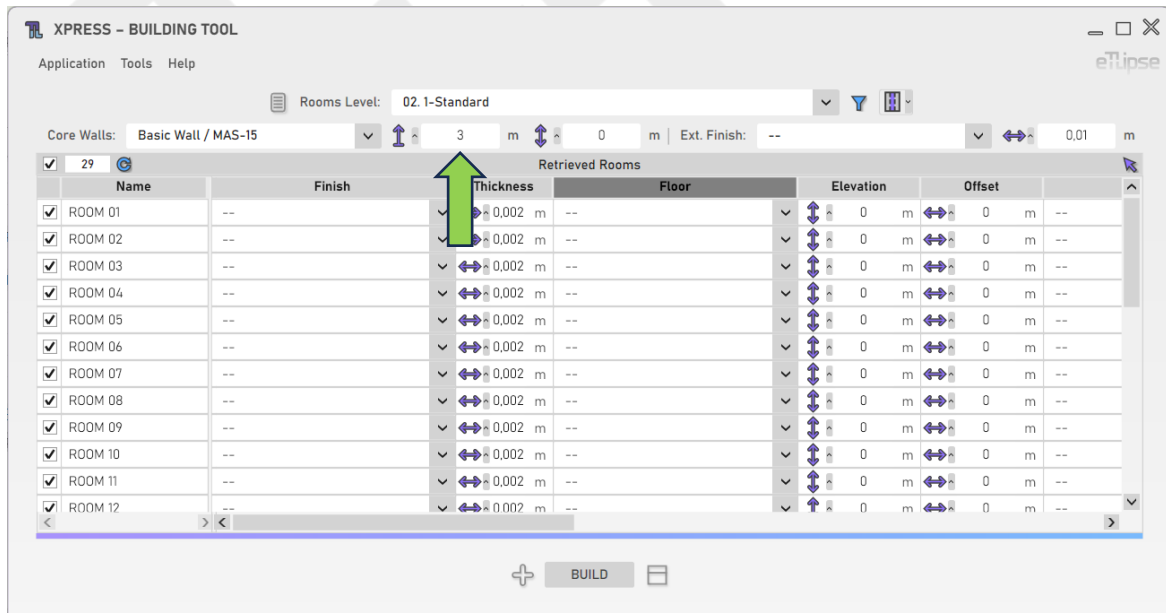 XPRESS – BUILDING TOOL
Application Tools Help
eTLipse
Rooms Level: 02. 1-Standard
Core Walls: Basic Wall / MAS-15 3 m 0 m | Ext. Finish: -- 0,01 m
29 Retrieved Rooms
Name Finish Thickness Floor Elevation Offset
ROOM 01 -- 0,002 m -- 0 m 0 m --
ROOM 02 -- 0,002 m -- 0 m 0 m --
ROOM 03 -- 0,002 m -- 0 m 0 m --
ROOM 04 -- 0,002 m -- 0 m 0 m --
ROOM 05 -- 0,002 m -- 0 m 0 m --
ROOM 06 -- 0,002 m -- 0 m 0 m --
ROOM 07 -- 0,002 m -- 0 m 0 m --
ROOM 08 -- 0,002 m -- 0 m 0 m --
ROOM 09 -- 0,002 m -- 0 m 0 m --
ROOM 10 -- 0,002 m -- 0 m 0 m --
ROOM 11 -- 0,002 m -- 0 m 0 m --
ROOM 12 -- 0,002 m -- 0 m 0 m --
BUILD